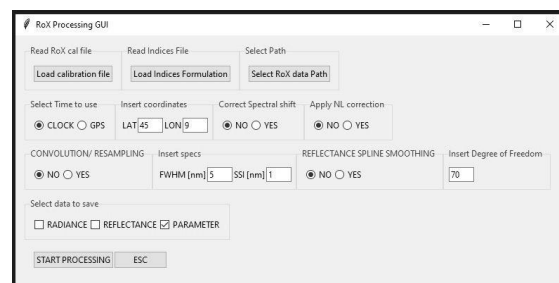 RoX Processing GUI
Read RoX cal file Read Indices File Select Path
Load calibration file Load Indices Formulation Select RoX data Path
Select Time to use Insert coordinates Correct Spectral shift Apply NL correction
CLOCK GPS LAT 45 LON 9 NO YES NO YES
CONVOLUTION/ RESAMPLING Insert specs REFLECTANCE SPLINE SMOOTHING Insert Degree of Freedom
NO YES FWHM [nm] 5 SSI [nm] 1 NO YES 70
Select data to save
RADIANCE REFLECTANCE PARAMETER
START PROCESSING ESC